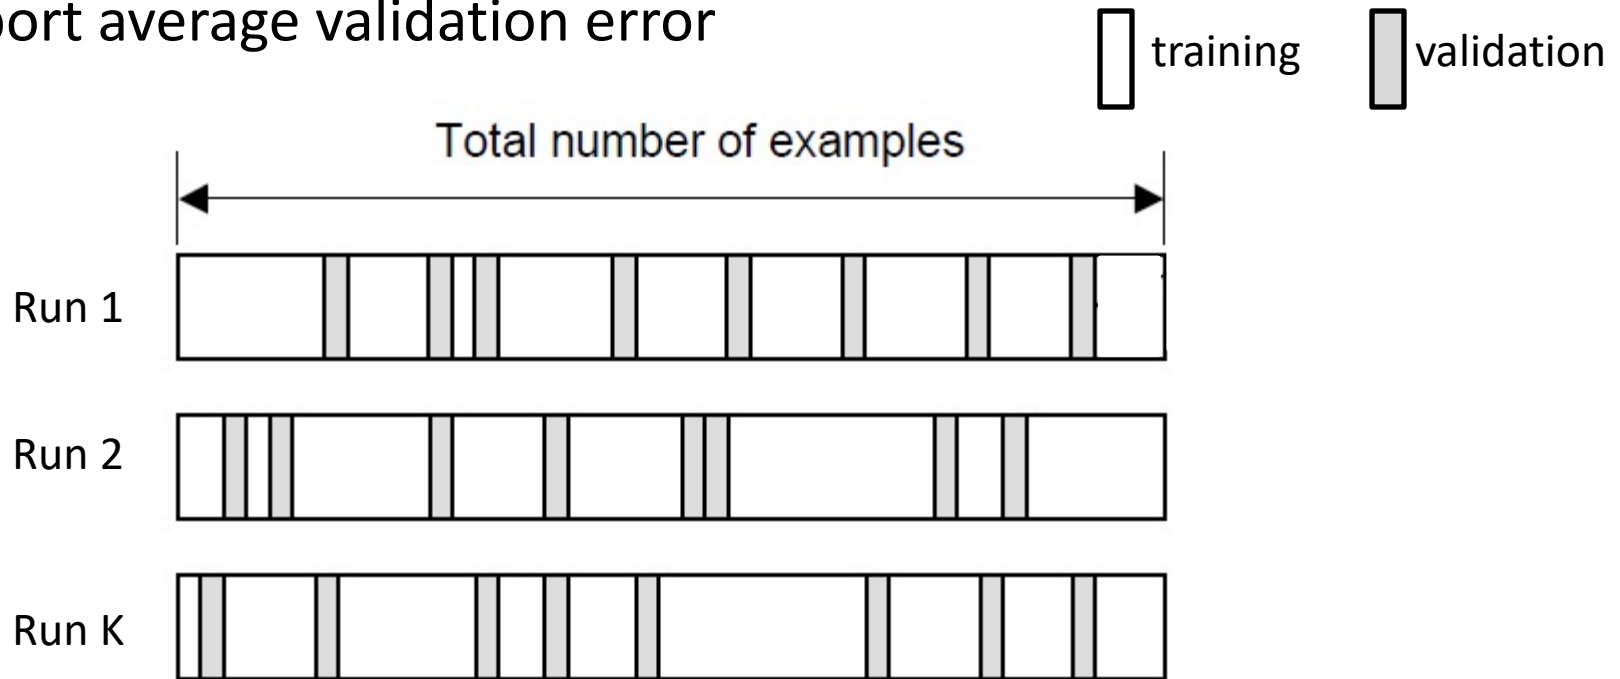 port average validation error
training
validation
Total number of examples
Run 1
Run 2
Run K